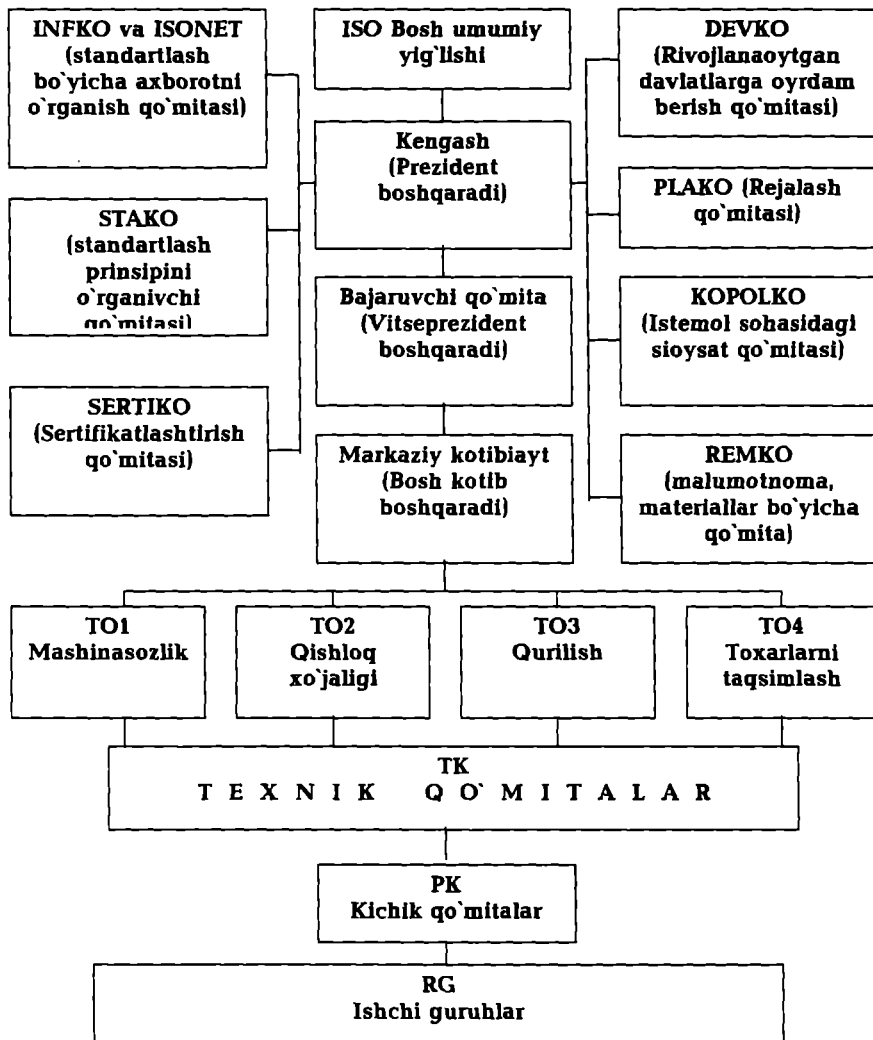 INFKO va ISONET
(standartlash
bo`yicha axborotni
o`rganish qo`mitasi)
ISO Bosh umumiy
yig`lishi
DEVKO
(Rivojlanaoytgan
davlatlarga oyrdam
berish qo`mitasi)
Kengash
(Prezident
boshqaradi)
PLAKO (Rejalash
qo`mitasi)
STAKO
(standartlash
prinsipini
o`rganivchi
qo`mitasi)
Bajaruvchi qo`mita
(Vitseprezident
boshqaradi)
KOPOLKO
(Istemol sohasidagi
sioysat qo`mitasi)
SERTIKO
(Sertifikatlashtirish
qo`mitasi)
Markaziy kotibiayt
(Bosh kotib
boshqaradi)
REMKO
(malumotnoma,
materiallar bo`yicha
qo`mita)
TO1
Mashinasozlik
TO2
Qishloq
xo`jaligi
TO3
Qurilish
TO4
Toxarlarni
taqsimlash
TK
T E X N I K Q O` M I T A L A R
PK
Kichik qo`mitalar
RG
Ishchi guruhlar